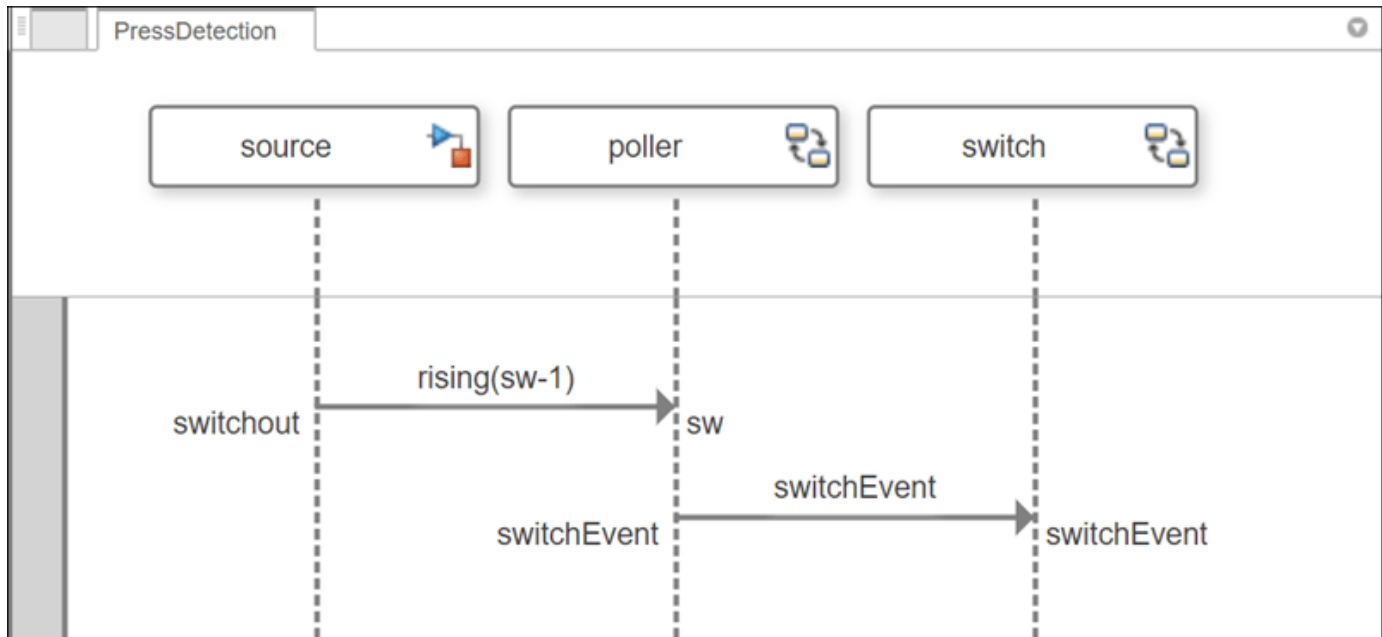 PressDetection
source
poller
switch
rising(sw-1)
switchout
sw
switchEvent
switchEvent
switchEvent